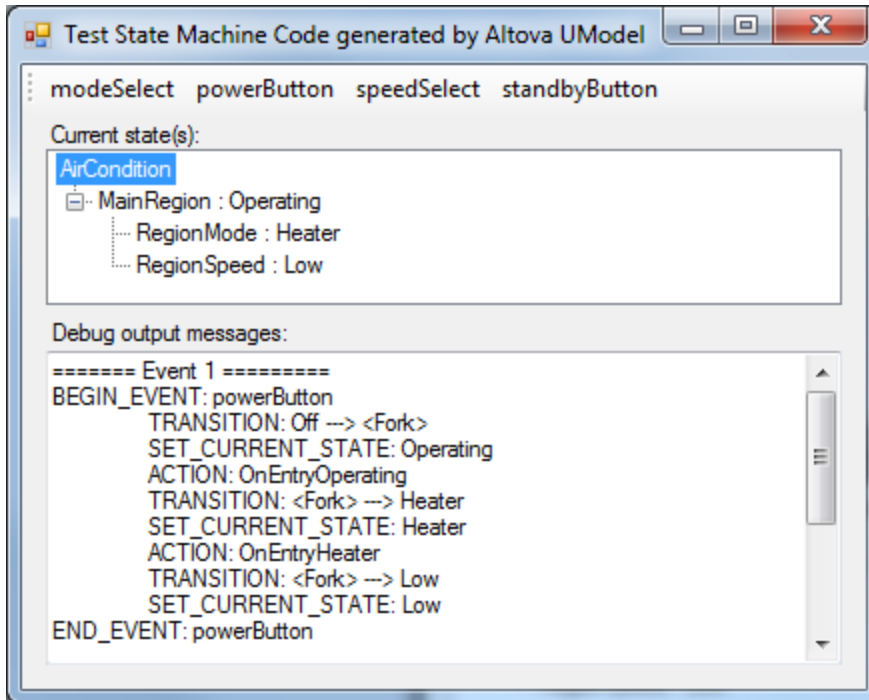 Test State Machine Code generated by Altova UModel
modeSelect powerButton speedSelect standbyButton
Current state(s):
AirCondition
MainRegion : Operating
RegionMode : Heater
RegionSpeed : Low
Debug output messages:
======= Event 1 =========
BEGIN_EVENT: powerButton
TRANSITION: Off ---> <Fork>
SET_CURRENT_STATE: Operating
ACTION: OnEntryOperating
TRANSITION: <Fork> ---> Heater
SET_CURRENT_STATE: Heater
ACTION: OnEntryHeater
TRANSITION: <Fork> ---> Low
SET_CURRENT_STATE: Low
END_EVENT: powerButton